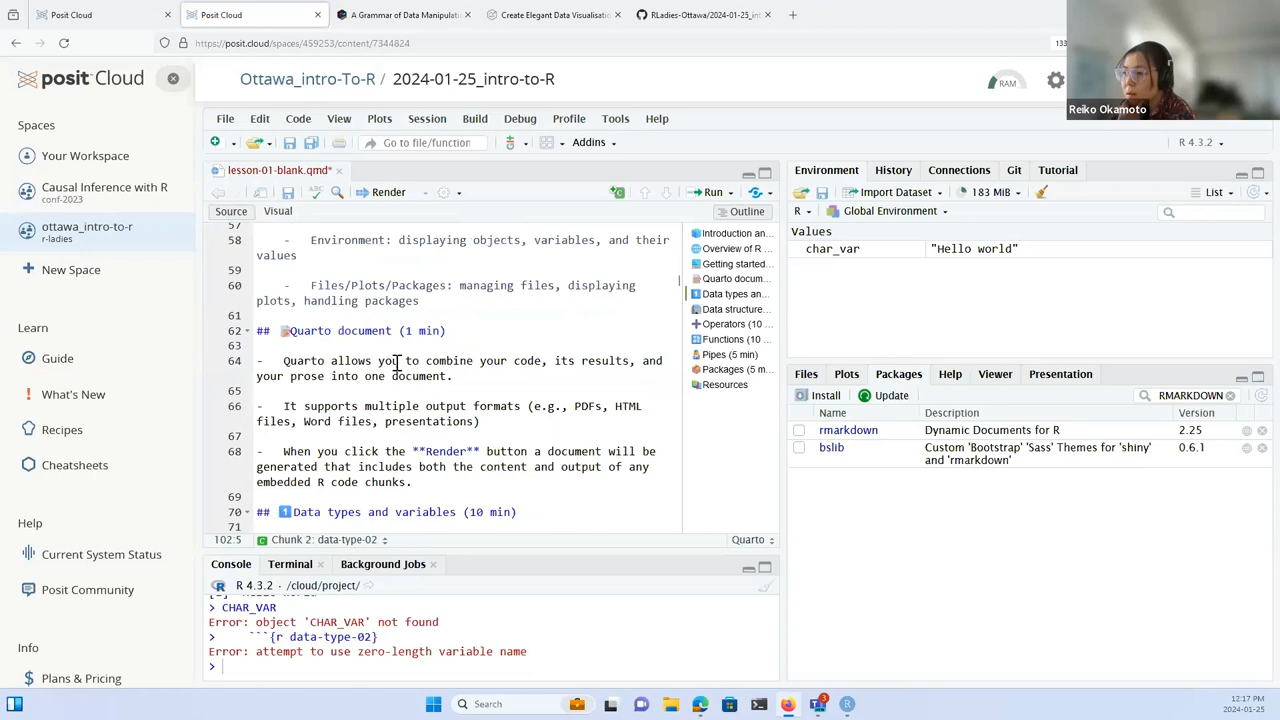 Posit Cloud
Posit Cloud
A Grammar of Data Manipulati
Create Elegant Data Visualisatio
RLadies-Ottawa/2024-01-25_int
https://posit.cloud/spaces/459253/content/7344824
133
posit Cloud
Ottawa_intro-To-R / 2024-01-25_intro-to-R
RAM
Reiko Okamoto
Spaces
Your Workspace
Causal Inference with R
conf-2023
ottawa_intro-to-r
r-ladies
New Space
Learn
Guide
What's New
Recipes
Cheatsheets
Help
Current System Status
Posit Community
Info
Plans & Pricing
File Edit Code View Plots Session Build Debug Profile Tools Help
Go to file/function
Addins
R 4.3.2
lesson-01-blank.qmd*
Render
Run
Source Visual
Outline
57
58 - Environment: displaying objects, variables, and their
values
59
60 - Files/Plots/Packages: managing files, displaying
plots, handling packages
61
62 ## Quarto document (1 min)
63
64 - Quarto allows you to combine your code, its results, and
your prose into one document.
65
66 - It supports multiple output formats (e.g., PDFs, HTML
files, Word files, presentations)
67
68 - When you click the **Render** button a document will be
generated that includes both the content and output of any
embedded R code chunks.
69
70 ## 1 Data types and variables (10 min)
71
Introduction an...
Overview of R ...
Getting started...
Quarto docum...
Data types an...
Data structure...
Operators (10 ...
Functions (10 ...
Pipes (5 min)
Packages (5 m...
Resources
102:5 Chunk 2: data-type-02
Quarto
Console Terminal Background Jobs
R 4.3.2 · /cloud/project/
> CHAR_VAR
Error: object 'CHAR_VAR' not found
> ```{r data-type-02}
Error: attempt to use zero-length variable name
>
Environment History Connections Git Tutorial
Import Dataset
183 MiB
List
R Global Environment
Values
char_var "Hello world"
Files Plots Packages Help Viewer Presentation
Install Update
RMARKDOWN
Name Description Version
rmarkdown Dynamic Documents for R 2.25
bslib Custom 'Bootstrap' 'Sass' Themes for 'shiny' 0.6.1
and 'rmarkdown'
Search
3
12:17 PM
2024-01-25